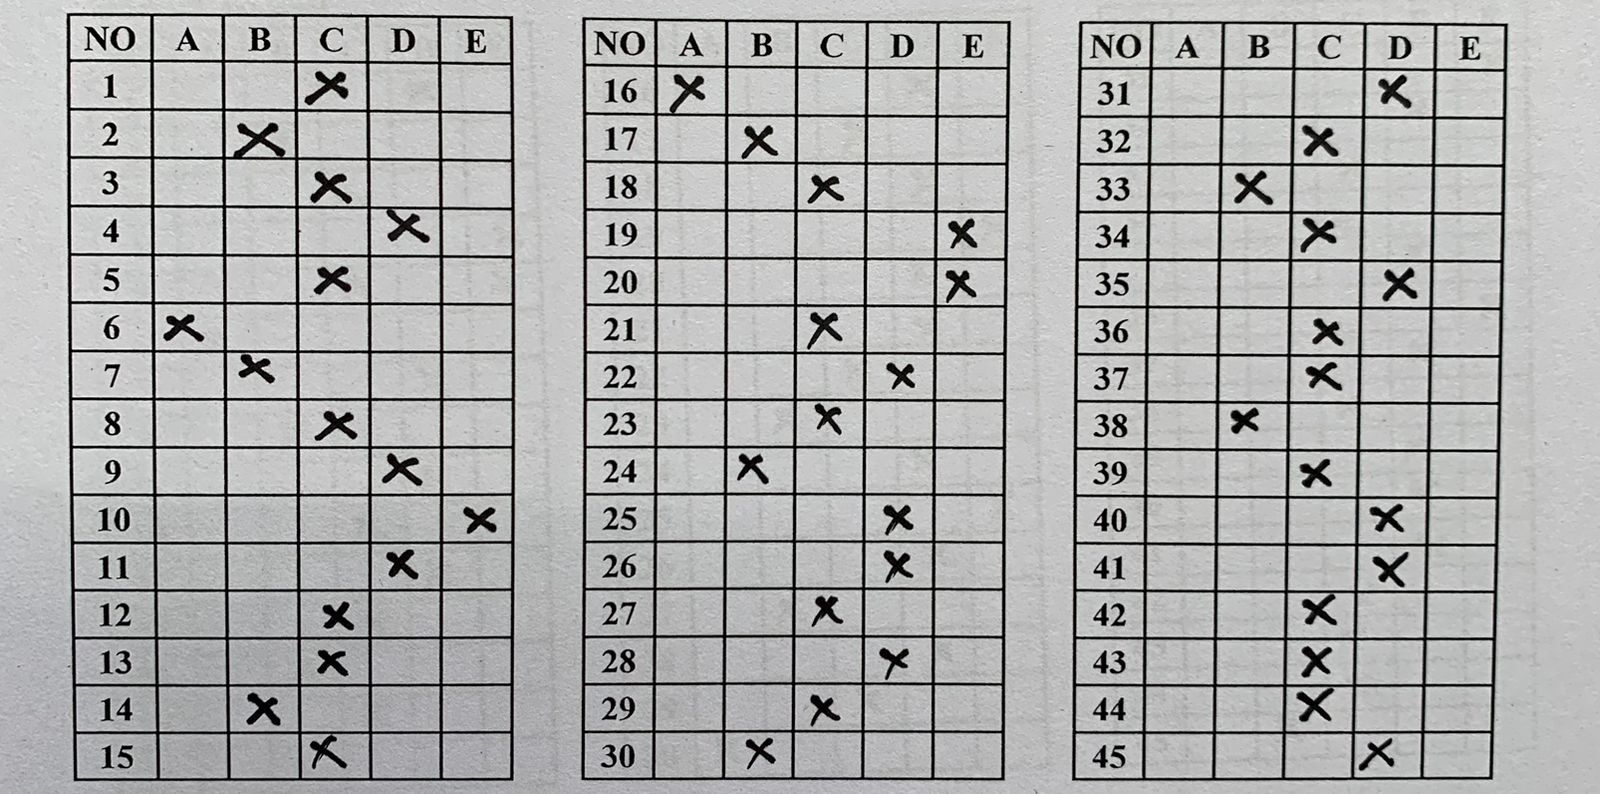 NO A B C D E
1 X
2 X
3 X
4 X
5 X
6 X
7 X
8 X
9 X
10 X
11 X
12 X
13 X
14 X
15 X
NO A B C D E
16 X
17 X
18 X
19 X
20 X
21 X
22 X
23 X
24 X
25 X
26 X
27 X
28 X
29 X
30 X
NO A B C D E
31 X
32 X
33 X
34 X
35 X
36 X
37 X
38 X
39 X
40 X
41 X
42 X
43 X
44 X
45 X